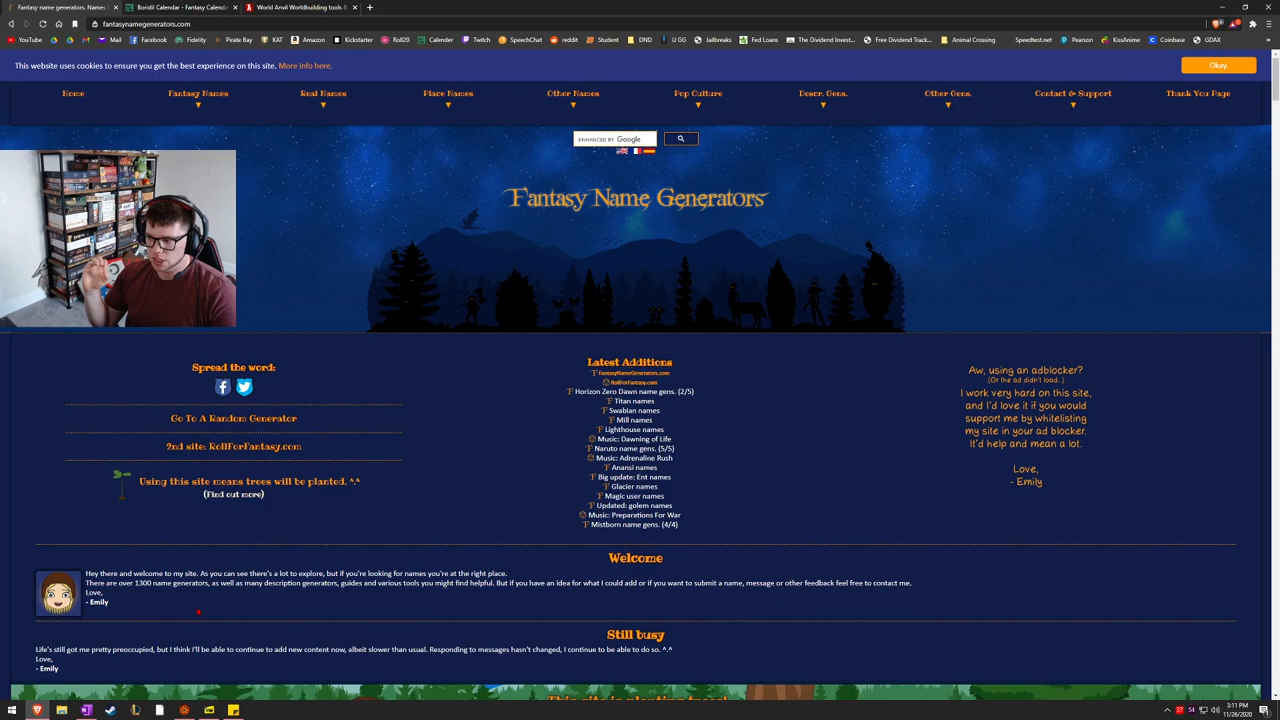 Fantasy name generators. Names f
Boridil Calendar - Fantasy Calend
World Anvil Worldbuilding tools &
fantasynamegenerators.com
YouTube
Mail
Facebook
Fidelity
Pirate Bay
KAT
Amazon
Kickstarter
Roll20
Calender
Twitch
SpeechChat
reddit
Student
DND
U GG
Jailbreaks
Fed Loans
The Dividend Invest...
Free Dividend Track...
Animal Crossing
Speedtest.net
Pearson
KissAnime
Coinbase
GDAX
This website uses cookies to ensure you get the best experience on this site. More info here.
Okay.
Home
Fantasy Names
Real Names
Place Names
Other Names
Pop Culture
Descr. Gens.
Other Gens.
Contact & Support
Thank You Page
ENHANCED BY Google
Fantasy Name Generators
Spread the word:
Go To A Random Generator
2nd site: RollForFantasy.com
Using this site means trees will be planted. ^.^
(Find out more)
Latest Additions
FantasyNameGenerators.com
RollForFantasy.com
Horizon Zero Dawn name gens. (2/5)
Titan names
Swabian names
Mill names
Lighthouse names
Music: Dawning of Life
Naruto name gens. (5/5)
Music: Adrenaline Rush
Anansi names
Big update: Ent names
Glacier names
Magic user names
Updated: golem names
Music: Preparations For War
Mistborn name gens. (4/4)
Aw, using an adblocker?
(Or the ad didn't load...)
I work very hard on this site,
and I'd love it if you would
support me by whitelisting
my site in your ad blocker.
It'd help and mean a lot.
Love,
- Emily
Welcome
Hey there and welcome to my site. As you can see there's a lot to explore, but if you're looking for names you're at the right place.
There are over 1300 name generators, as well as many description generators, guides and various tools you might find helpful. But if you have an idea for what I could add or if you want to submit a name, message or other feedback feel free to contact me.
Love,
- Emily
Still busy
Life's still got me pretty preoccupied, but I think I'll be able to continue to add new content now, albeit slower than usual. Responding to messages hasn't changed, I continue to be able to do so. ^.^
Love,
- Emily
This site is planting trees!
37
54
3:11 PM
11/26/2020